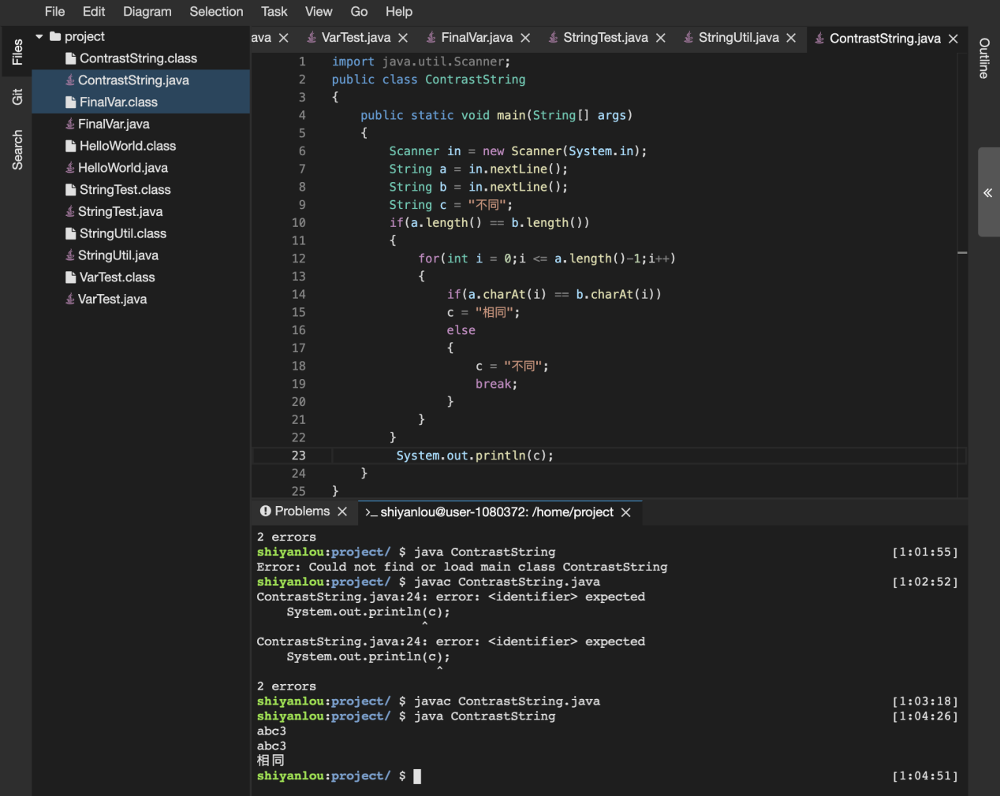 File Edit Diagram Selection Task View Go Help
Files
Git
Search
project
ContrastString.class
ContrastString.java
FinalVar.class
FinalVar.java
HelloWorld.class
HelloWorld.java
StringTest.class
StringTest.java
StringUtil.class
StringUtil.java
VarTest.class
VarTest.java
ava VarTest.java FinalVar.java StringTest.java StringUtil.java ContrastString.java
Outline
1 import java.util.Scanner;
2 public class ContrastString
3 {
4 public static void main(String[] args)
5 {
6 Scanner in = new Scanner(System.in);
7 String a = in.nextLine();
8 String b = in.nextLine();
9 String c = "不同";
10 if(a.length() == b.length())
11 {
12 for(int i = 0;i <= a.length()-1;i++)
13 {
14 if(a.charAt(i) == b.charAt(i))
15 c = "相同";
16 else
17 {
18 c = "不同";
19 break;
20 }
21 }
22 }
23 System.out.println(c);
24 }
25 }
Problems >_ shiyanlou@user-1080372: /home/project
2 errors
shiyanlou:project/ $ java ContrastString [1:01:55]
Error: Could not find or load main class ContrastString
shiyanlou:project/ $ javac ContrastString.java [1:02:52]
ContrastString.java:24: error: <identifier> expected
System.out.println(c);
^
ContrastString.java:24: error: <identifier> expected
System.out.println(c);
^
2 errors
shiyanlou:project/ $ javac ContrastString.java [1:03:18]
shiyanlou:project/ $ java ContrastString [1:04:26]
abc3
abc3
相同
shiyanlou:project/ $ [1:04:51]